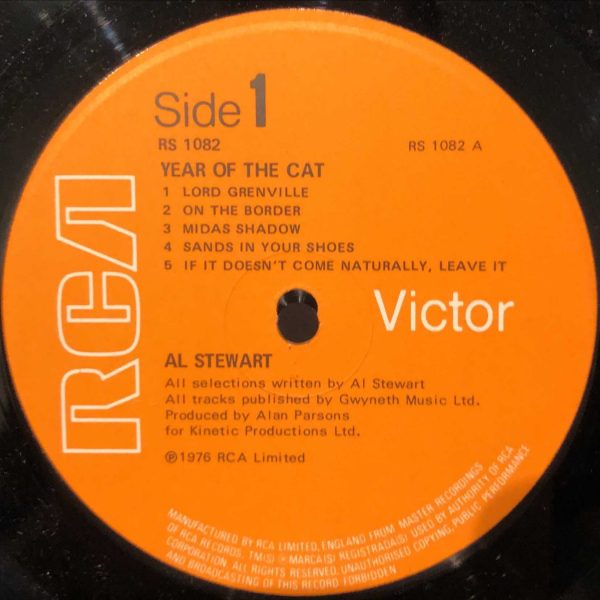 Side 1
RS 1082
RS 1082 A
YEAR OF THE CAT
1 LORD GRENVILLE
2 ON THE BORDER
3 MIDAS SHADOW
4 SANDS IN YOUR SHOES
5 IF IT DOESN'T COME NATURALLY, LEAVE IT
RCA
Victor
AL STEWART
All selections written by Al Stewart
All tracks published by Gwyneth Music Ltd.
Produced by Alan Parsons
for Kinetic Productions Ltd.
℗1976 RCA Limited
MANUFACTURED BY RCA LIMITED, ENGLAND FROM MASTER RECORDINGS
OF RCA RECORDS. TM(S) ® MARCA(S) REGISTRADA(S) USED BY AUTHORITY OF RCA
CORPORATION. ALL RIGHTS RESERVED. UNAUTHORISED COPYING, PUBLIC PERFORMANCE
AND BROADCASTING OF THIS RECORD FORBIDDEN